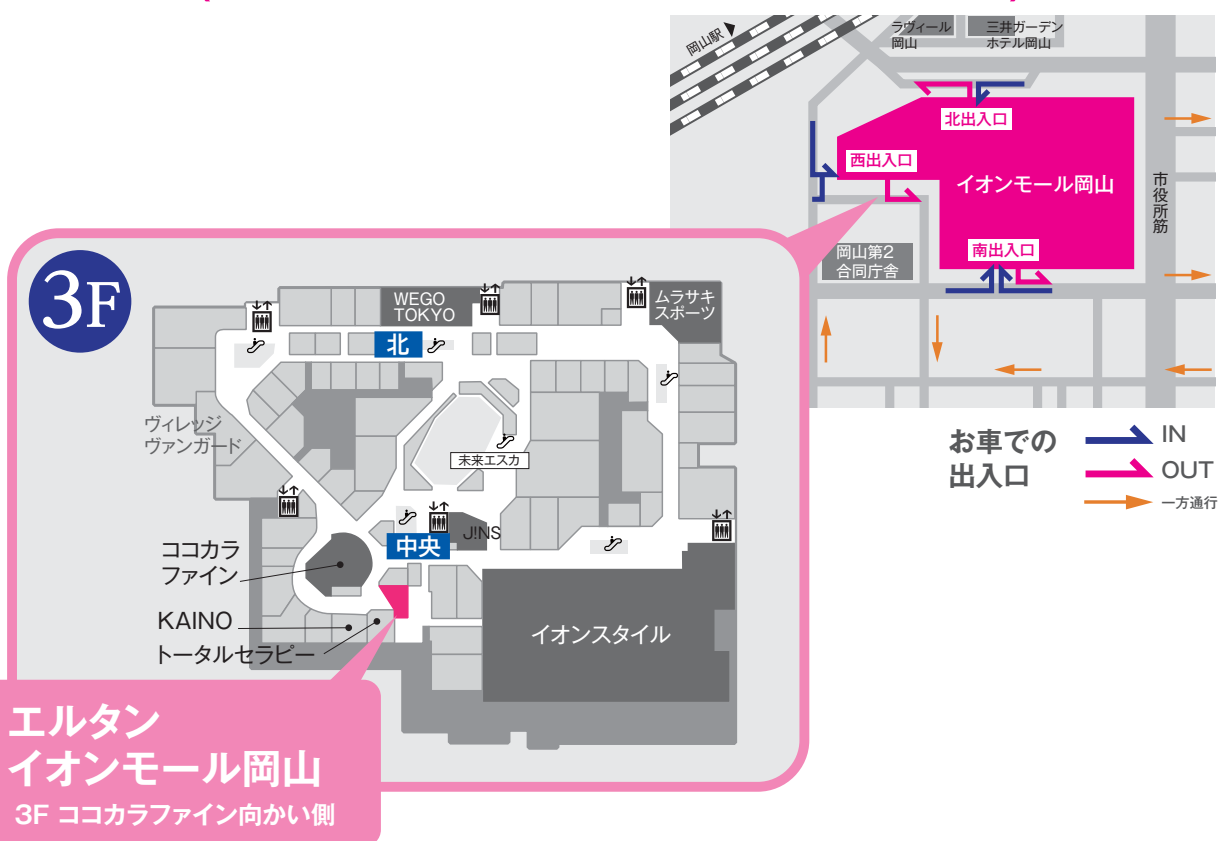 岡山駅
ラヴィール
岡山
三井ガーデン
ホテル岡山
北出入口
西出入口
イオンモール岡山
市役所筋
岡山第2
合同庁舎
南出入口
お車での
出入口
IN
OUT
一方通行
3F
WEGO
TOKYO
ムラサキ
スポーツ
北
ヴィレッジ
ヴァンガード
未来エスカ
J!NS
中央
ココカラ
ファイン
KAINO
トータルセラピー
イオンスタイル
エルタン
イオンモール岡山
3F ココカラファイン向かい側